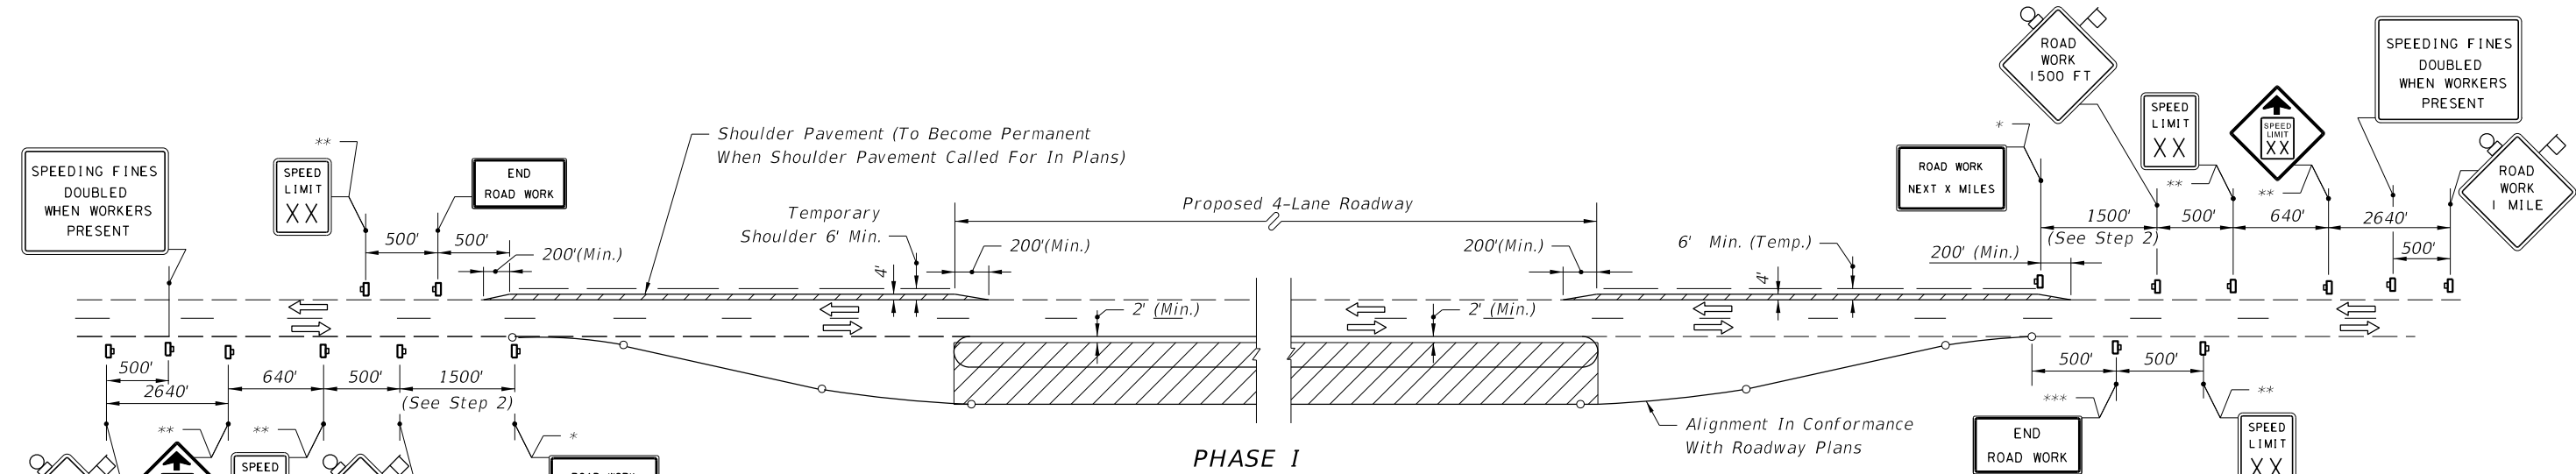 ROAD
WORK
1500 FT
SPEEDING FINES
DOUBLED
WHEN WORKERS
PRESENT
SPEED
LIMIT
XX
SPEED
LIMIT
XX
*
**
**
ROAD WORK
NEXT X MILES
ROAD
WORK
1 MILE
Shoulder Pavement (To Become Permanent
When Shoulder Pavement Called For In Plans)
**
SPEEDING FINES
DOUBLED
WHEN WORKERS
PRESENT
SPEED
LIMIT
XX
END
ROAD WORK
Temporary
Shoulder 6' Min.
Proposed 4-Lane Roadway
500'
500'
200'(Min.)
200'(Min.)
200'(Min.)
6' Min. (Temp.)
1500'
(See Step 2)
500'
640'
2640'
500'
200' (Min.)
4'
4'
2' (Min.)
2' (Min.)
500'
2640'
640'
500'
1500'
(See Step 2)
500'
500'
**
**
*
***
**
SPEED
ROAD WORK
Alignment In Conformance
With Roadway Plans
END
ROAD WORK
SPEED
LIMIT
XX
PHASE I